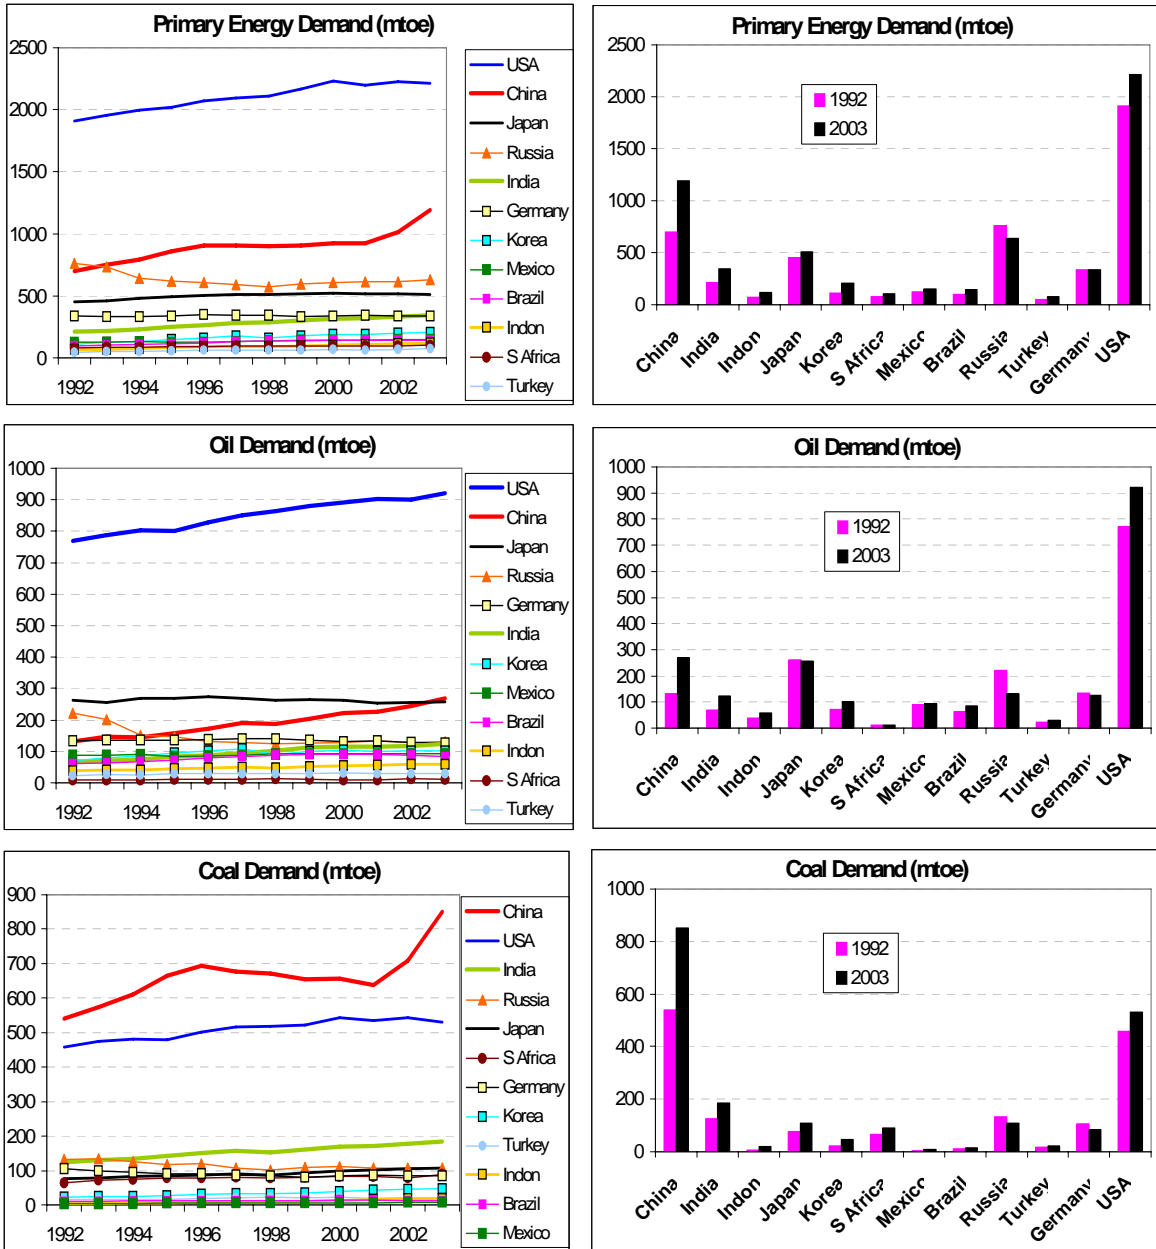 Primary Energy Demand (mtoe)
2500
2000
1500
1000
500
0
1992 1994 1996 1998 2000 2002
USA
China
Japan
Russia
India
Germany
Korea
Mexico
Brazil
Indon
S Africa
Turkey
Primary Energy Demand (mtoe)
2500
2000
1500
1000
500
0
1992
2003
China India Indon Japan Korea S Africa Mexico Brazil Russia Turkey Germany USA
Oil Demand (mtoe)
1000
900
800
700
600
500
400
300
200
100
0
1992 1994 1996 1998 2000 2002
USA
China
Japan
Russia
Germany
India
Korea
Mexico
Brazil
Indon
S Africa
Turkey
Oil Demand (mtoe)
1000
900
800
700
600
500
400
300
200
100
0
1992
2003
China India Indon Japan Korea S Africa Mexico Brazil Russia Turkey Germany USA
Coal Demand (mtoe)
900
800
700
600
500
400
300
200
100
0
1992 1994 1996 1998 2000 2002
China
USA
India
Russia
Japan
S Africa
Germany
Korea
Turkey
Indon
Brazil
Mexico
Coal Demand (mtoe)
1000
800
600
400
200
0
1992
2003
China India Indon Japan Korea S Africa Mexico Brazil Russia Turkey Germany USA